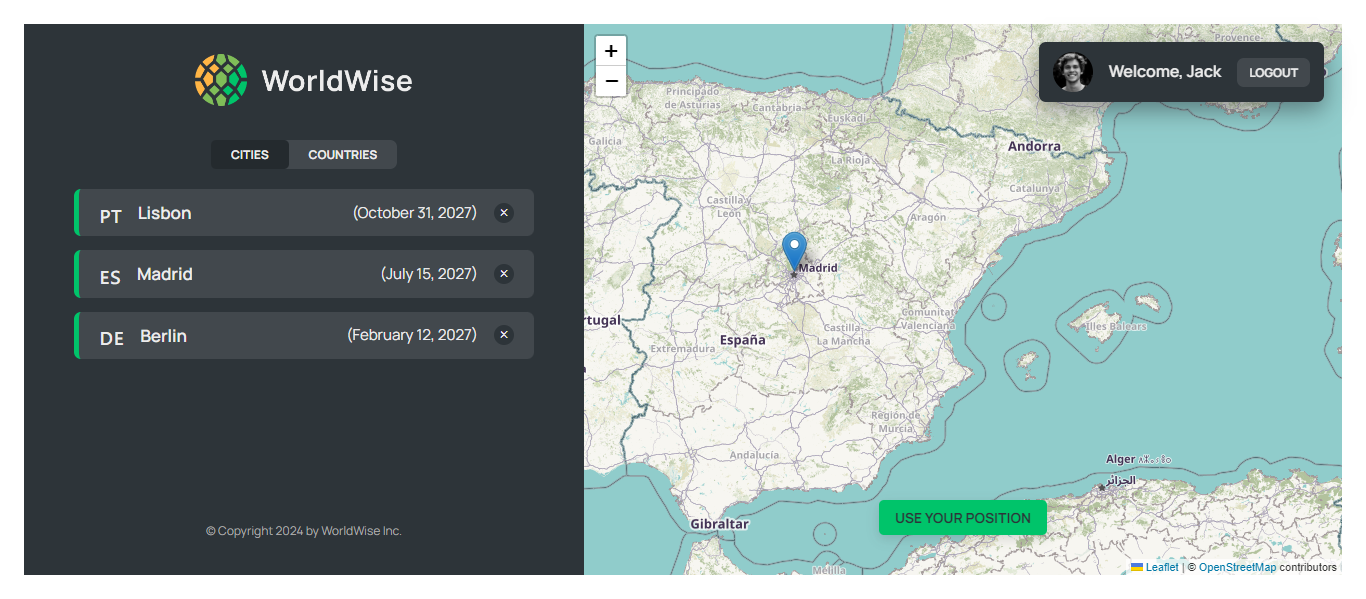 WorldWise
CITIES COUNTRIES
PT Lisbon (October 31, 2027) ×
ES Madrid (July 15, 2027) ×
DE Berlin (February 12, 2027) ×
© Copyright 2024 by WorldWise Inc.
+
−
Welcome, Jack LOGOUT
Provence-
Principado
de Asturias
Cantabria
Euskadi
Galicia
La Rioja
Andorra
Catalunya
Castilla y
León
Aragón
Madrid
rtugal
España
Castilla-
La Mancha
Comunitat
Valenciana
Illes Balears
Extremadura
Región de
Murcia
Andalucía
Alger
الجزائر
Gibraltar
USE YOUR POSITION
Melilla
Leaflet | © OpenStreetMap contributors